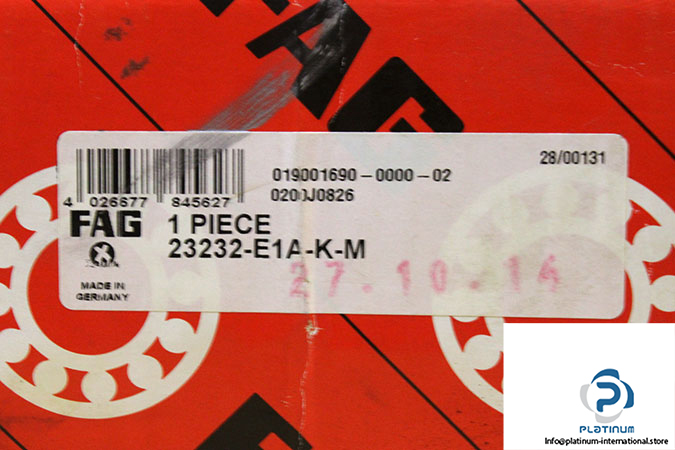 FAG
4 026677 845627
019001690-0000-02
0200J0826
28/00131
FAG
1 PIECE
23232-E1A-K-M
MADE IN
GERMANY
27.10.14
PLATINUM
Info@platinum-international.store